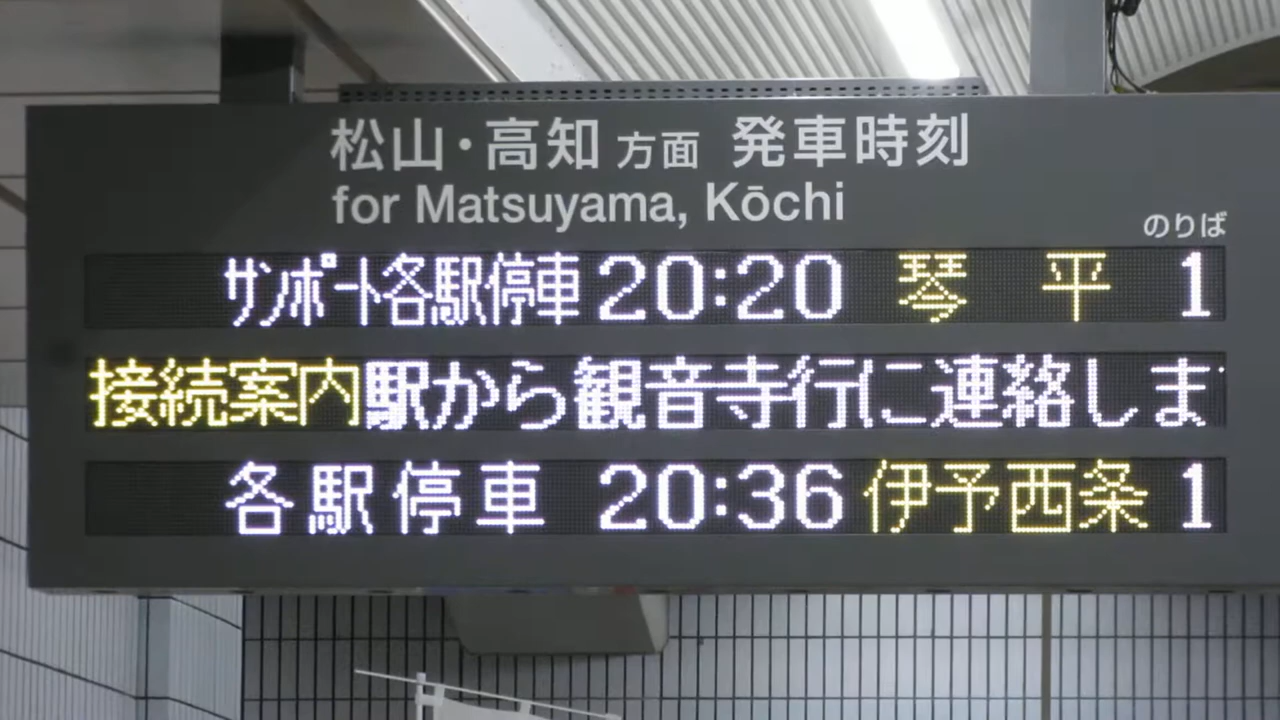 松山・高知 方面 発車時刻
for Matsuyama, Kōchi
のりば
サンポート各駅停車 20:20 琴 平 1
接続案内 駅から観音寺行に連絡しま
各駅停車 20:36 伊予西条 1